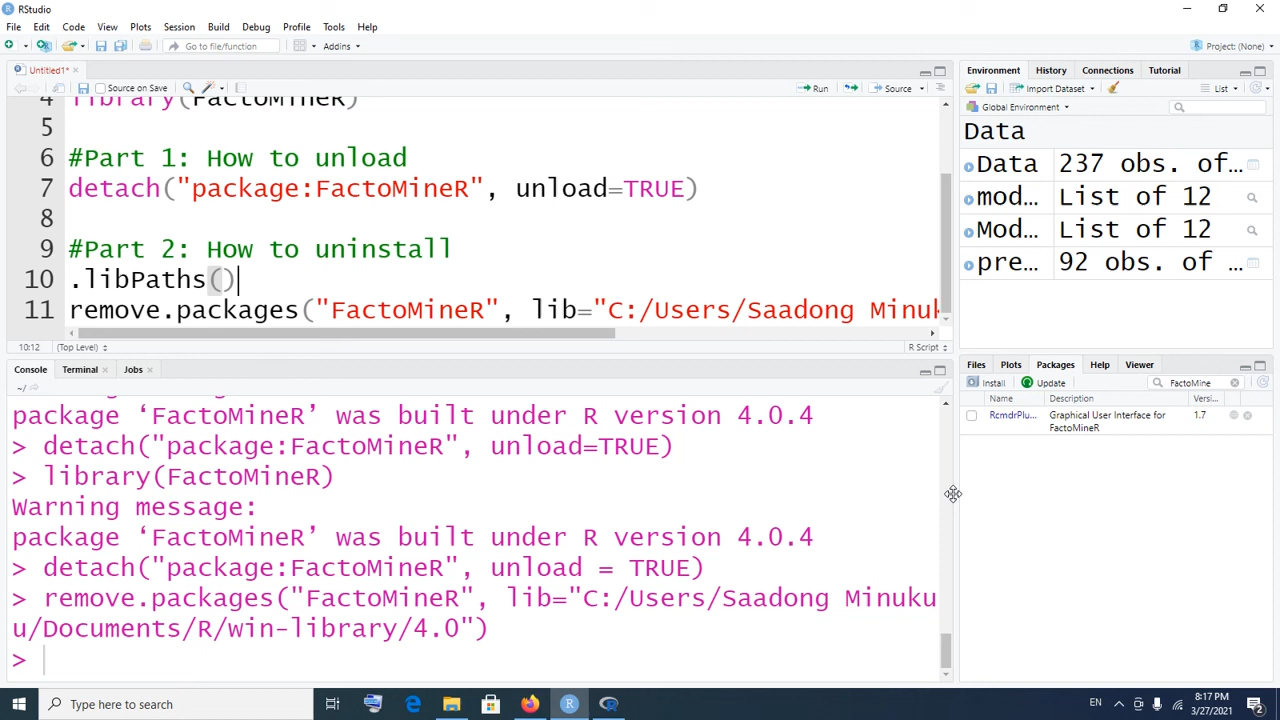 RStudio
File Edit Code View Plots Session Build Debug Profile Tools Help
Go to file/function Addins Project: (None)
Untitled1*
Source on Save Run Source
4 library(FactoMineR)
5
6 #Part 1: How to unload
7 detach("package:FactoMineR", unload=TRUE)
8
9 #Part 2: How to uninstall
10 .libPaths()
11 remove.packages("FactoMineR", lib="C:/Users/Saadong Minuk
10:12 (Top Level) R Script
Console Terminal Jobs
~/
package ‘FactoMineR’ was built under R version 4.0.4
> detach("package:FactoMineR", unload=TRUE)
> library(FactoMineR)
Warning message:
package ‘FactoMineR’ was built under R version 4.0.4
> detach("package:FactoMineR", unload = TRUE)
> remove.packages("FactoMineR", lib="C:/Users/Saadong Minuku
u/Documents/R/win-library/4.0")
>
Environment History Connections Tutorial
Import Dataset List
Global Environment
Data
Data 237 obs. of…
mod… List of 12
Mod… List of 12
pre… 92 obs. of …
Files Plots Packages Help Viewer
Install Update FactoMine
Name Description Versi...
RcmdrPlu... Graphical User Interface for 1.7
FactoMineR
Type here to search
EN 8:17 PM
3/27/2021
2